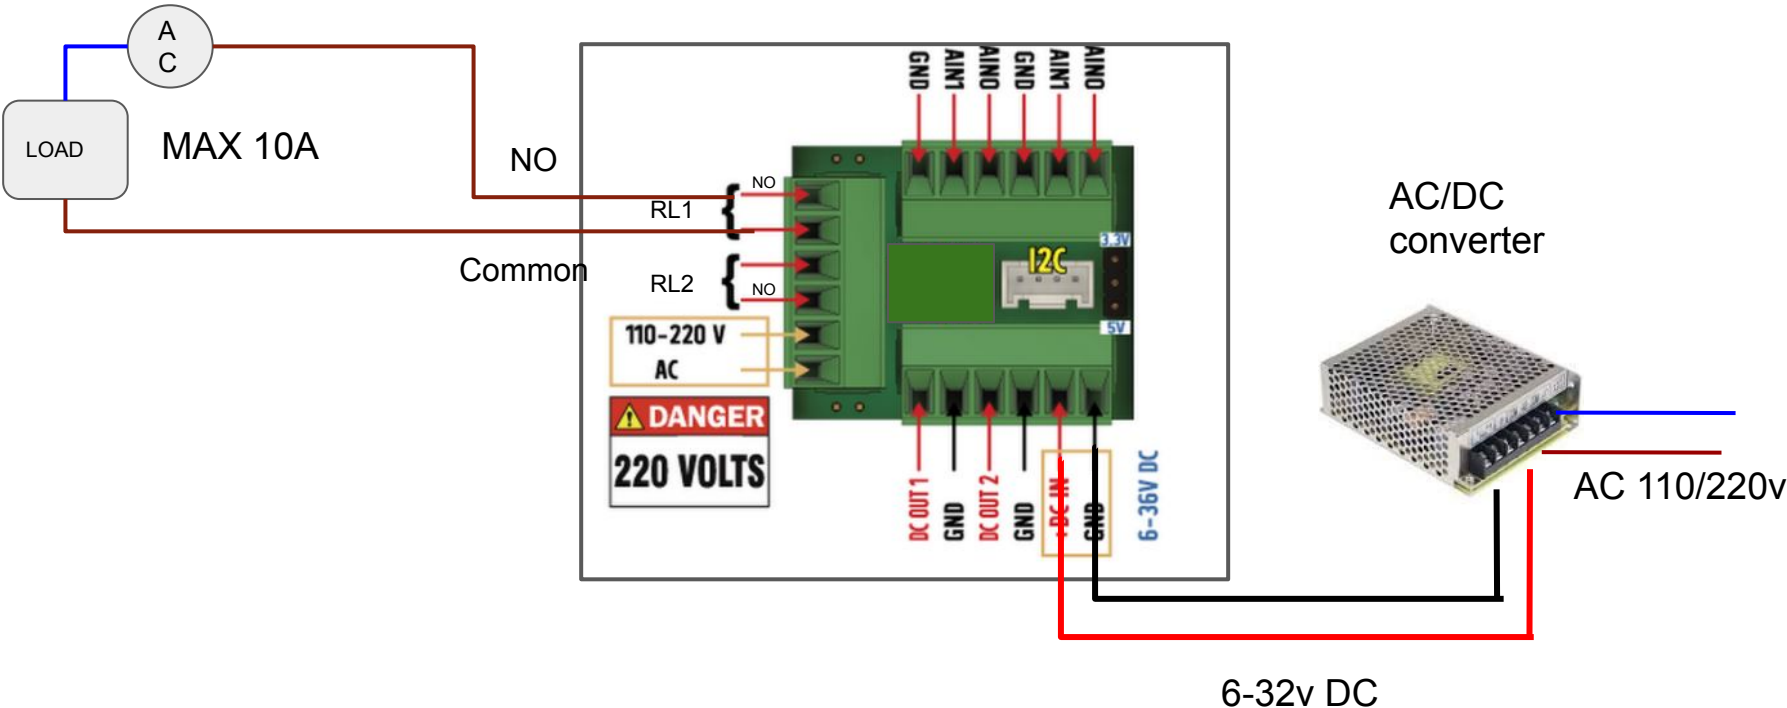 A
C
LOAD
MAX 10A
NO
Common
GND
AIN1
AIN0
GND
AIN1
AIN0
NO
RL1
RL2
NO
110-220 V
AC
DANGER
220 VOLTS
I2C
3.3V
5V
DC OUT 1
GND
DC OUT 2
GND
+DC IN
GND
6-36V DC
AC/DC
converter
AC 110/220v
6-32v DC